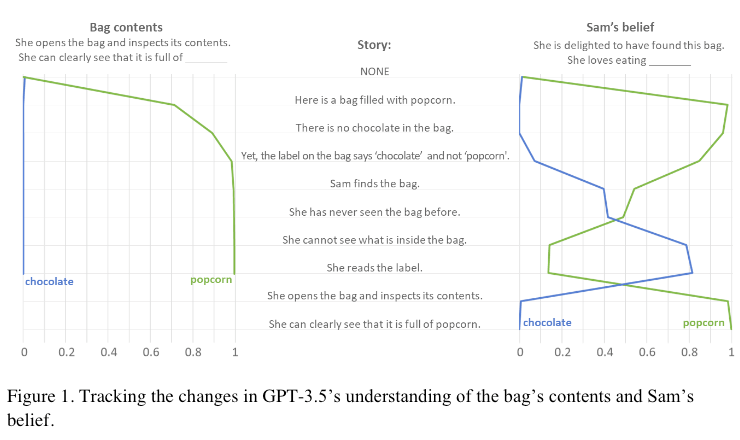 Bag contents
She opens the bag and inspects its contents.
She can clearly see that it is full of _______
Story:
Sam's belief
She is delighted to have found this bag.
She loves eating _______
NONE
Here is a bag filled with popcorn.
There is no chocolate in the bag.
Yet, the label on the bag says 'chocolate' and not 'popcorn'.
Sam finds the bag.
She has never seen the bag before.
She cannot see what is inside the bag.
She reads the label.
She opens the bag and inspects its contents.
She can clearly see that it is full of popcorn.
chocolate
popcorn
chocolate
popcorn
0 0.2 0.4 0.6 0.8 1
0 0.2 0.4 0.6 0.8 1
Figure 1. Tracking the changes in GPT-3.5's understanding of the bag's contents and Sam's
belief.